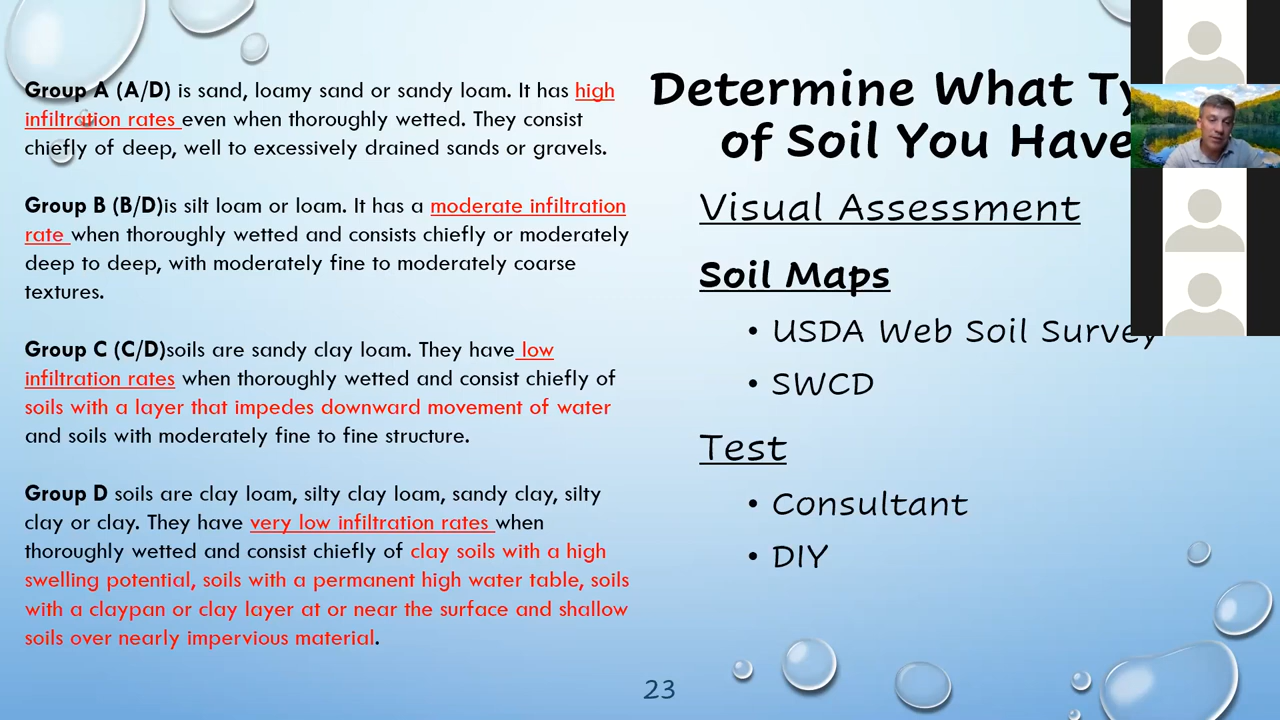 Group A (A/D) is sand, loamy sand or sandy loam. It has high
infiltration rates even when thoroughly wetted. They consist
chiefly of deep, well to excessively drained sands or gravels.
Group B (B/D)is silt loam or loam. It has a moderate infiltration
rate when thoroughly wetted and consists chiefly or moderately
deep to deep, with moderately fine to moderately coarse
textures.
Group C (C/D)soils are sandy clay loam. They have low
infiltration rates when thoroughly wetted and consist chiefly of
soils with a layer that impedes downward movement of water
and soils with moderately fine to fine structure.
Group D soils are clay loam, silty clay loam, sandy clay, silty
clay or clay. They have very low infiltration rates when
thoroughly wetted and consist chiefly of clay soils with a high
swelling potential, soils with a permanent high water table, soils
with a claypan or clay layer at or near the surface and shallow
soils over nearly impervious material.
Determine What
of Soil You Have
Visual Assessment
Soil Maps
• USDA Web Soil Survey
• SWCD
Test
• Consultant
• DIY
23